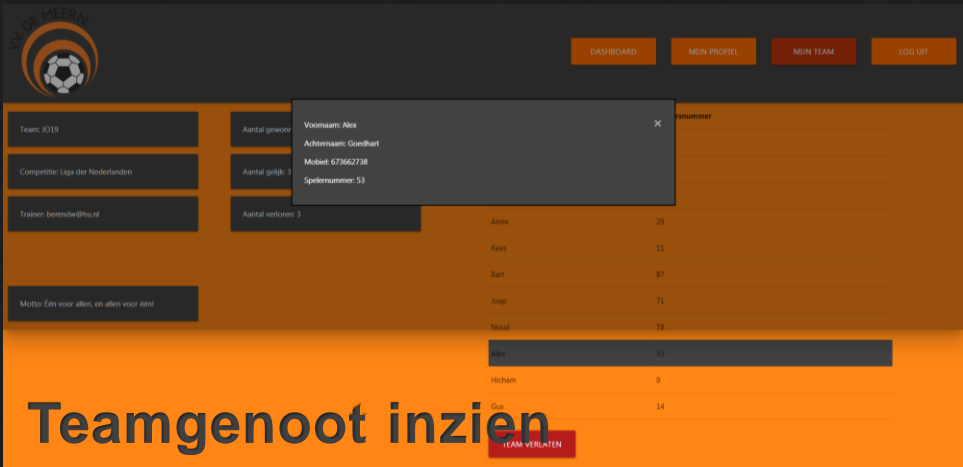 V.V. DE MEERN
DASHBOARD
MIJN PROFIEL
MIJN TEAM
LOG UIT
Voornaam: Alex
×
Achternaam: Goedhart
Mobiel: 673662738
Spelernummer: 53
Team: JO19
Competitie: Liga der Nederlanden
Trainer: berendw@hu.nl
Motto: Één voor allen, en allen voor één!
Aantal
Aantal gelijk: 3
Aantal verloren: 3
Amin 29
Kees 11
Bart 87
Joep 71
Noud 78
Alex 53
Hicham 9
Gus 14
TEAM VERLATEN
Teamgenoot inzien